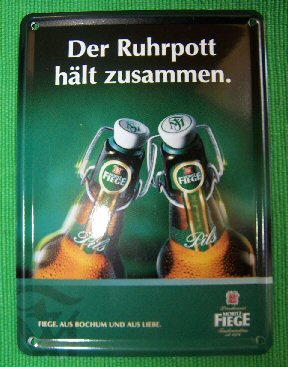 Der Ruhrpott
hält zusammen.
FIEGE
FIEGE
Pils
Pils
MORITZ
FIEGE
FIEGE. AUS BOCHUM UND AUS LIEBE.